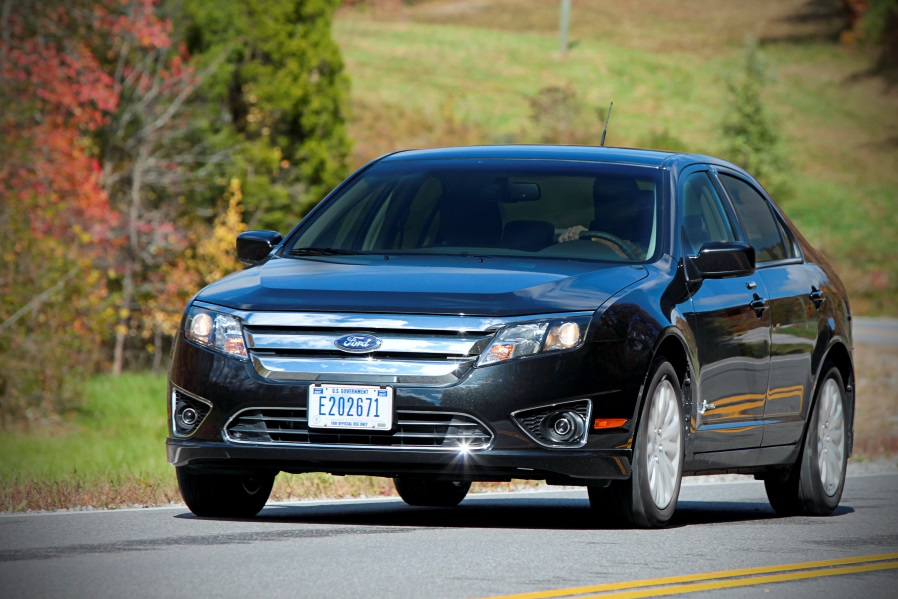 Ford
U.S. GOVERNMENT
E202671
FOR OFFICIAL USE ONLY